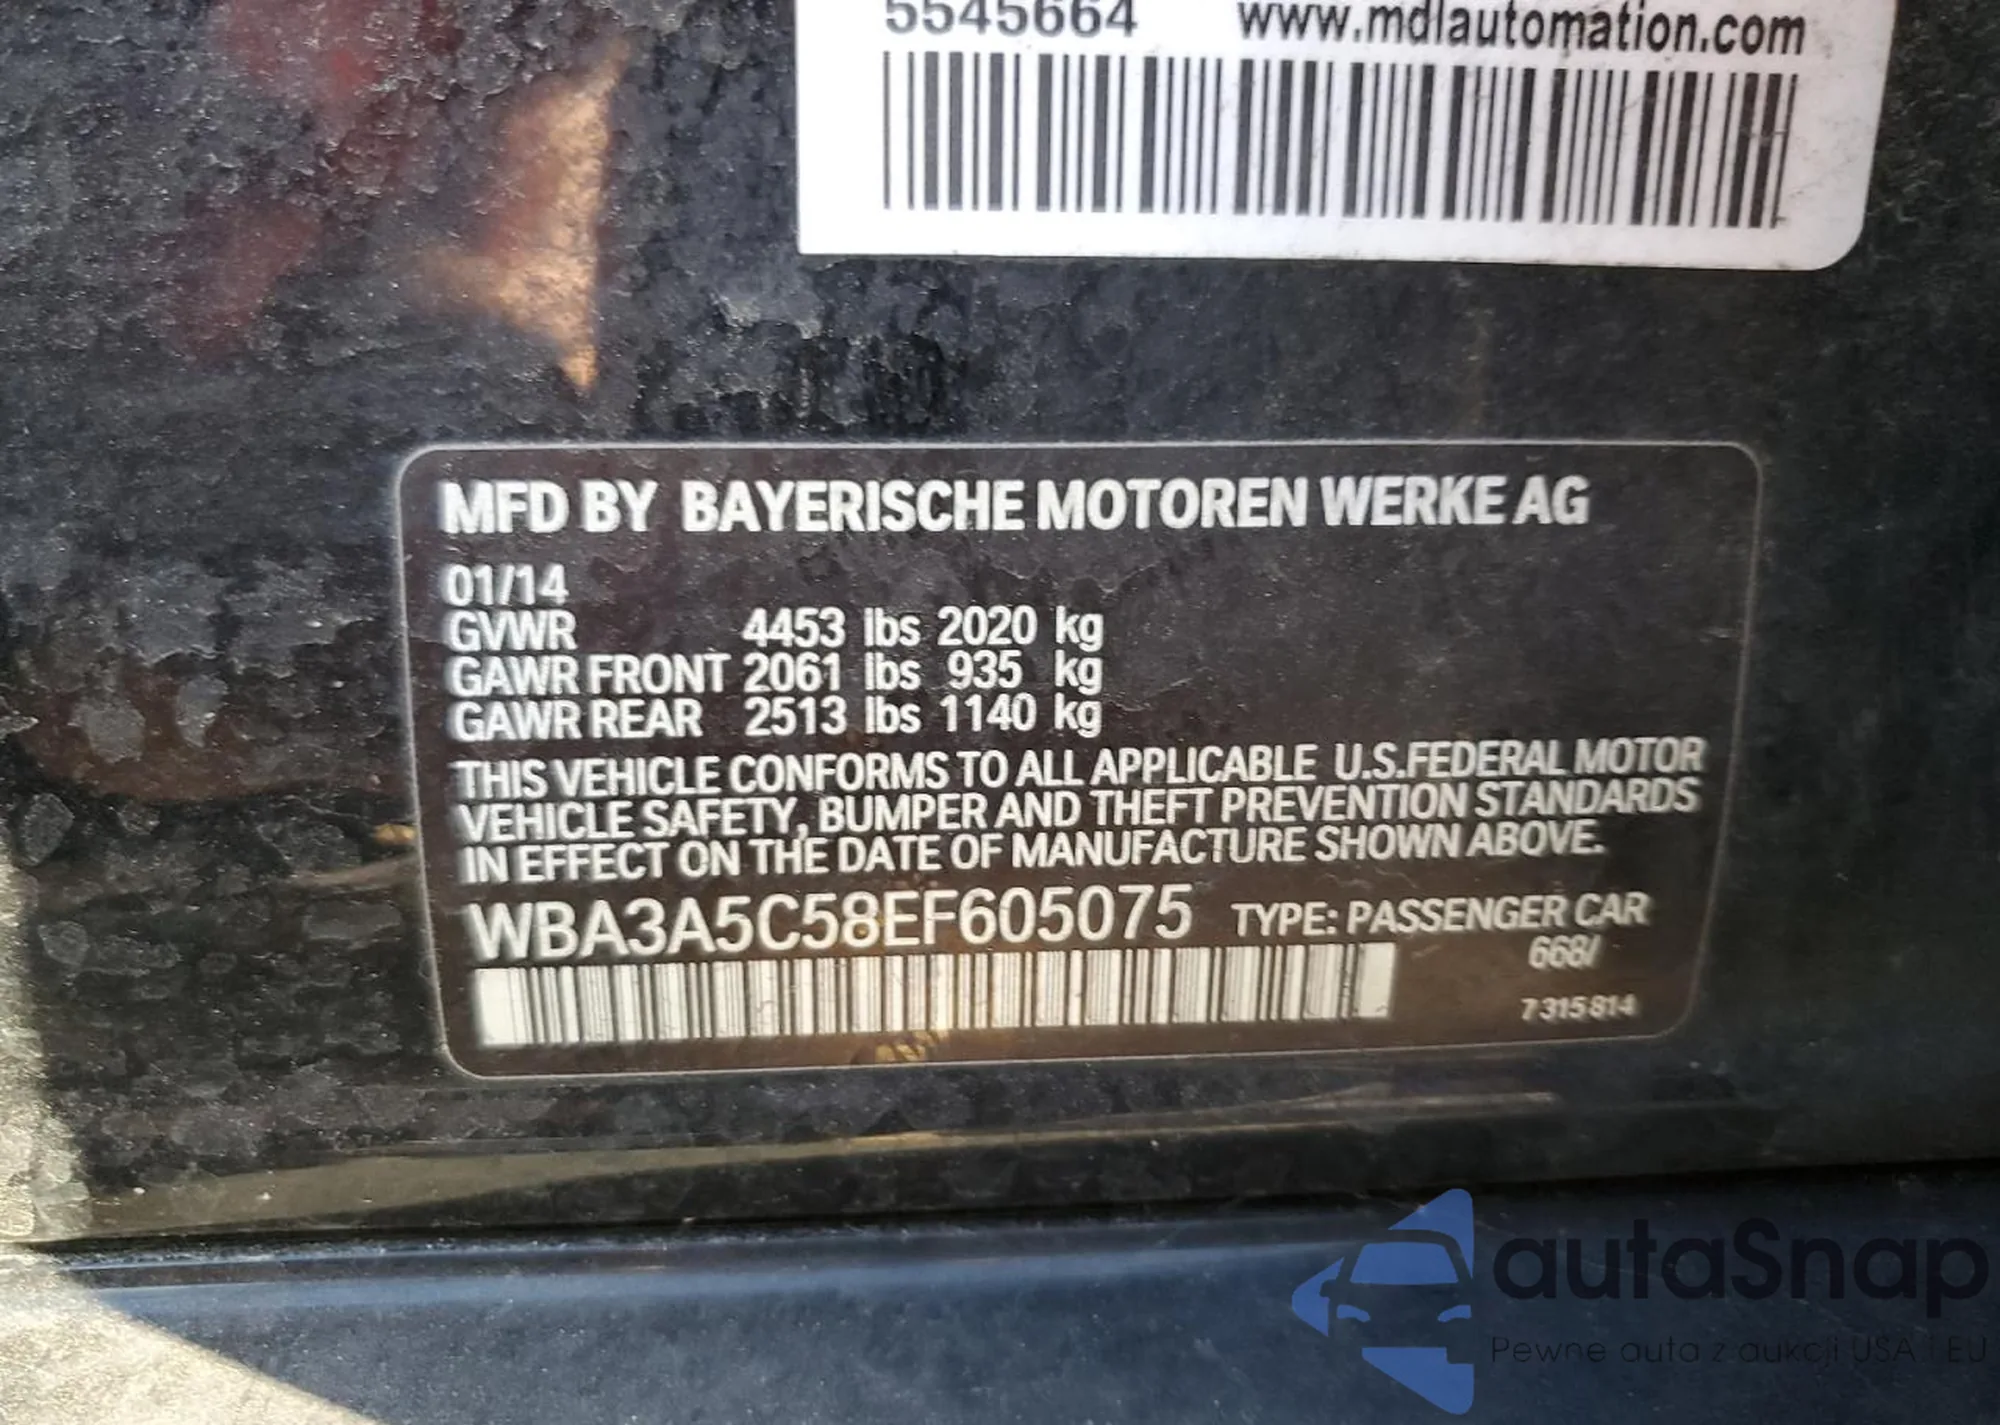 5545664 www.mdlautomation.com
MFD BY BAYERISCHE MOTOREN WERKE AG
01/14
GVWR 4453 lbs 2020 kg
GAWR FRONT 2061 lbs 935 kg
GAWR REAR 2513 lbs 1140 kg
THIS VEHICLE CONFORMS TO ALL APPLICABLE U.S.FEDERAL MOTOR
VEHICLE SAFETY, BUMPER AND THEFT PREVENTION STANDARDS
IN EFFECT ON THE DATE OF MANUFACTURE SHOWN ABOVE.
WBA3A5C58EF605075 TYPE: PASSENGER CAR
668/
7 315 814
autaSnap
Pewne auta z aukcji USA i EU